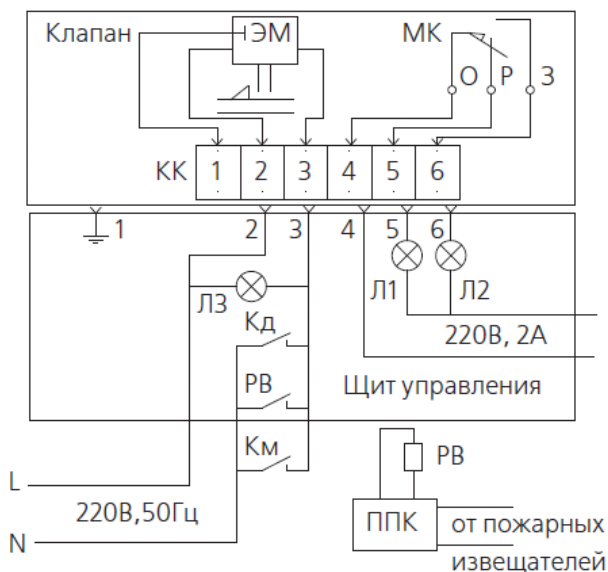 Клапан ЭМ МК
О Р З
КК 1 2 3 4 5 6
1 2 3 4 5 6
Л3 Л1 Л2
Кд 220В, 2А
РВ Щит управления
Км РВ
L
220В,50Гц ППК от пожарных
N извещателей